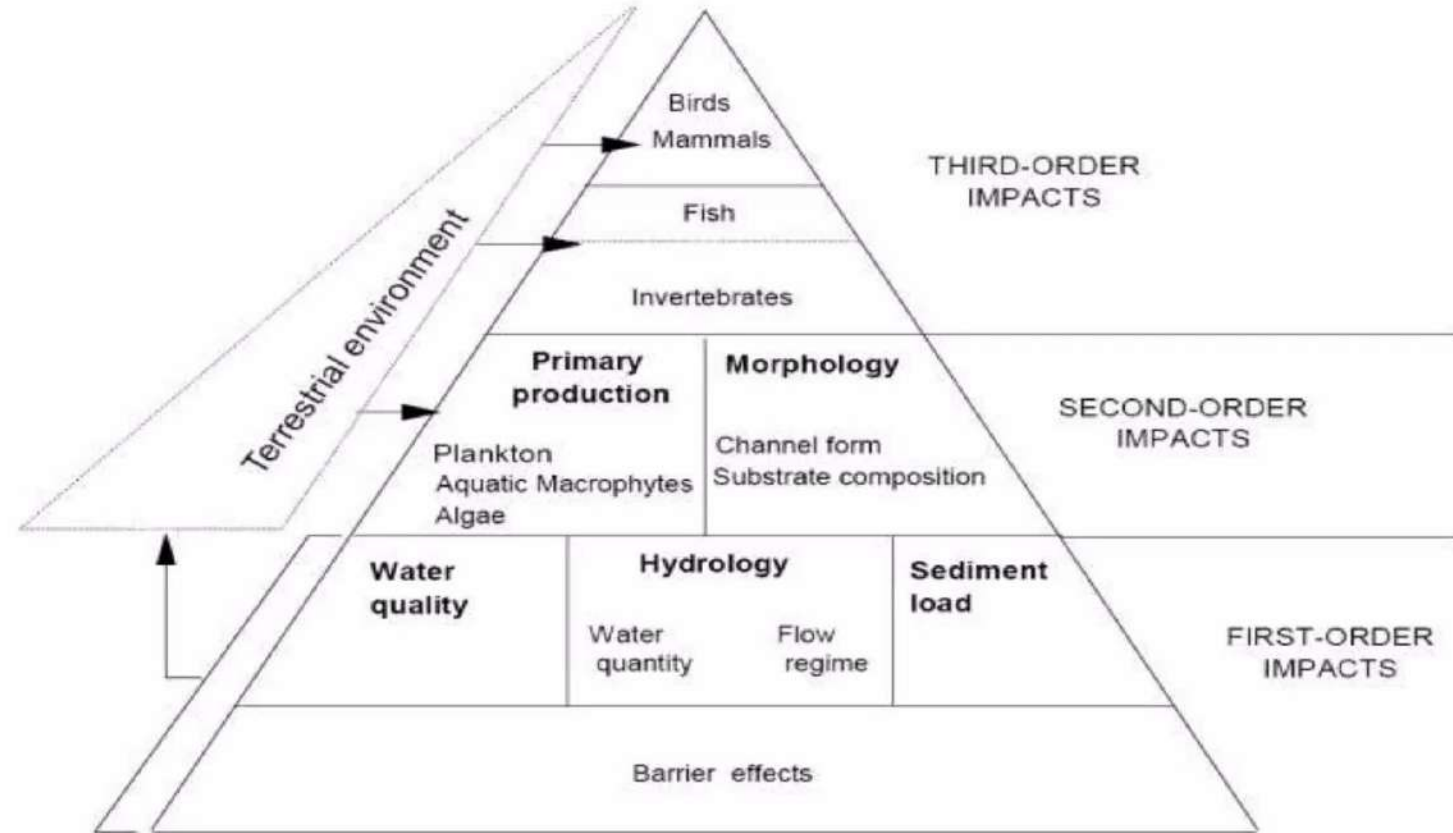 Birds
Mammals
THIRD-ORDER
IMPACTS
Fish
Terrestrial environment
Invertebrates
Primary
production
Morphology
SECOND-ORDER
IMPACTS
Plankton
Aquatic Macrophytes
Algae
Channel form
Substrate composition
Water
quality
Hydrology
Sediment
load
Water
quantity
Flow
regime
FIRST-ORDER
IMPACTS
Barrier effects